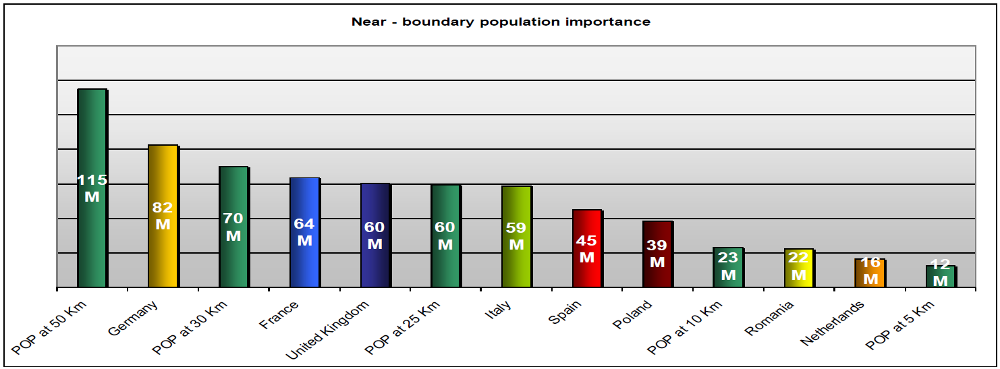 Near - boundary population importance
115
M
82
M
70
M
64
M
60
M
60
M
59
M
45
M
39
M
23
M
22
M
16
M
12
M
POP at 50 Km
Germany
POP at 30 Km
France
United Kingdom
POP at 25 Km
Italy
Spain
Poland
POP at 10 Km
Romania
Netherlands
POP at 5 Km